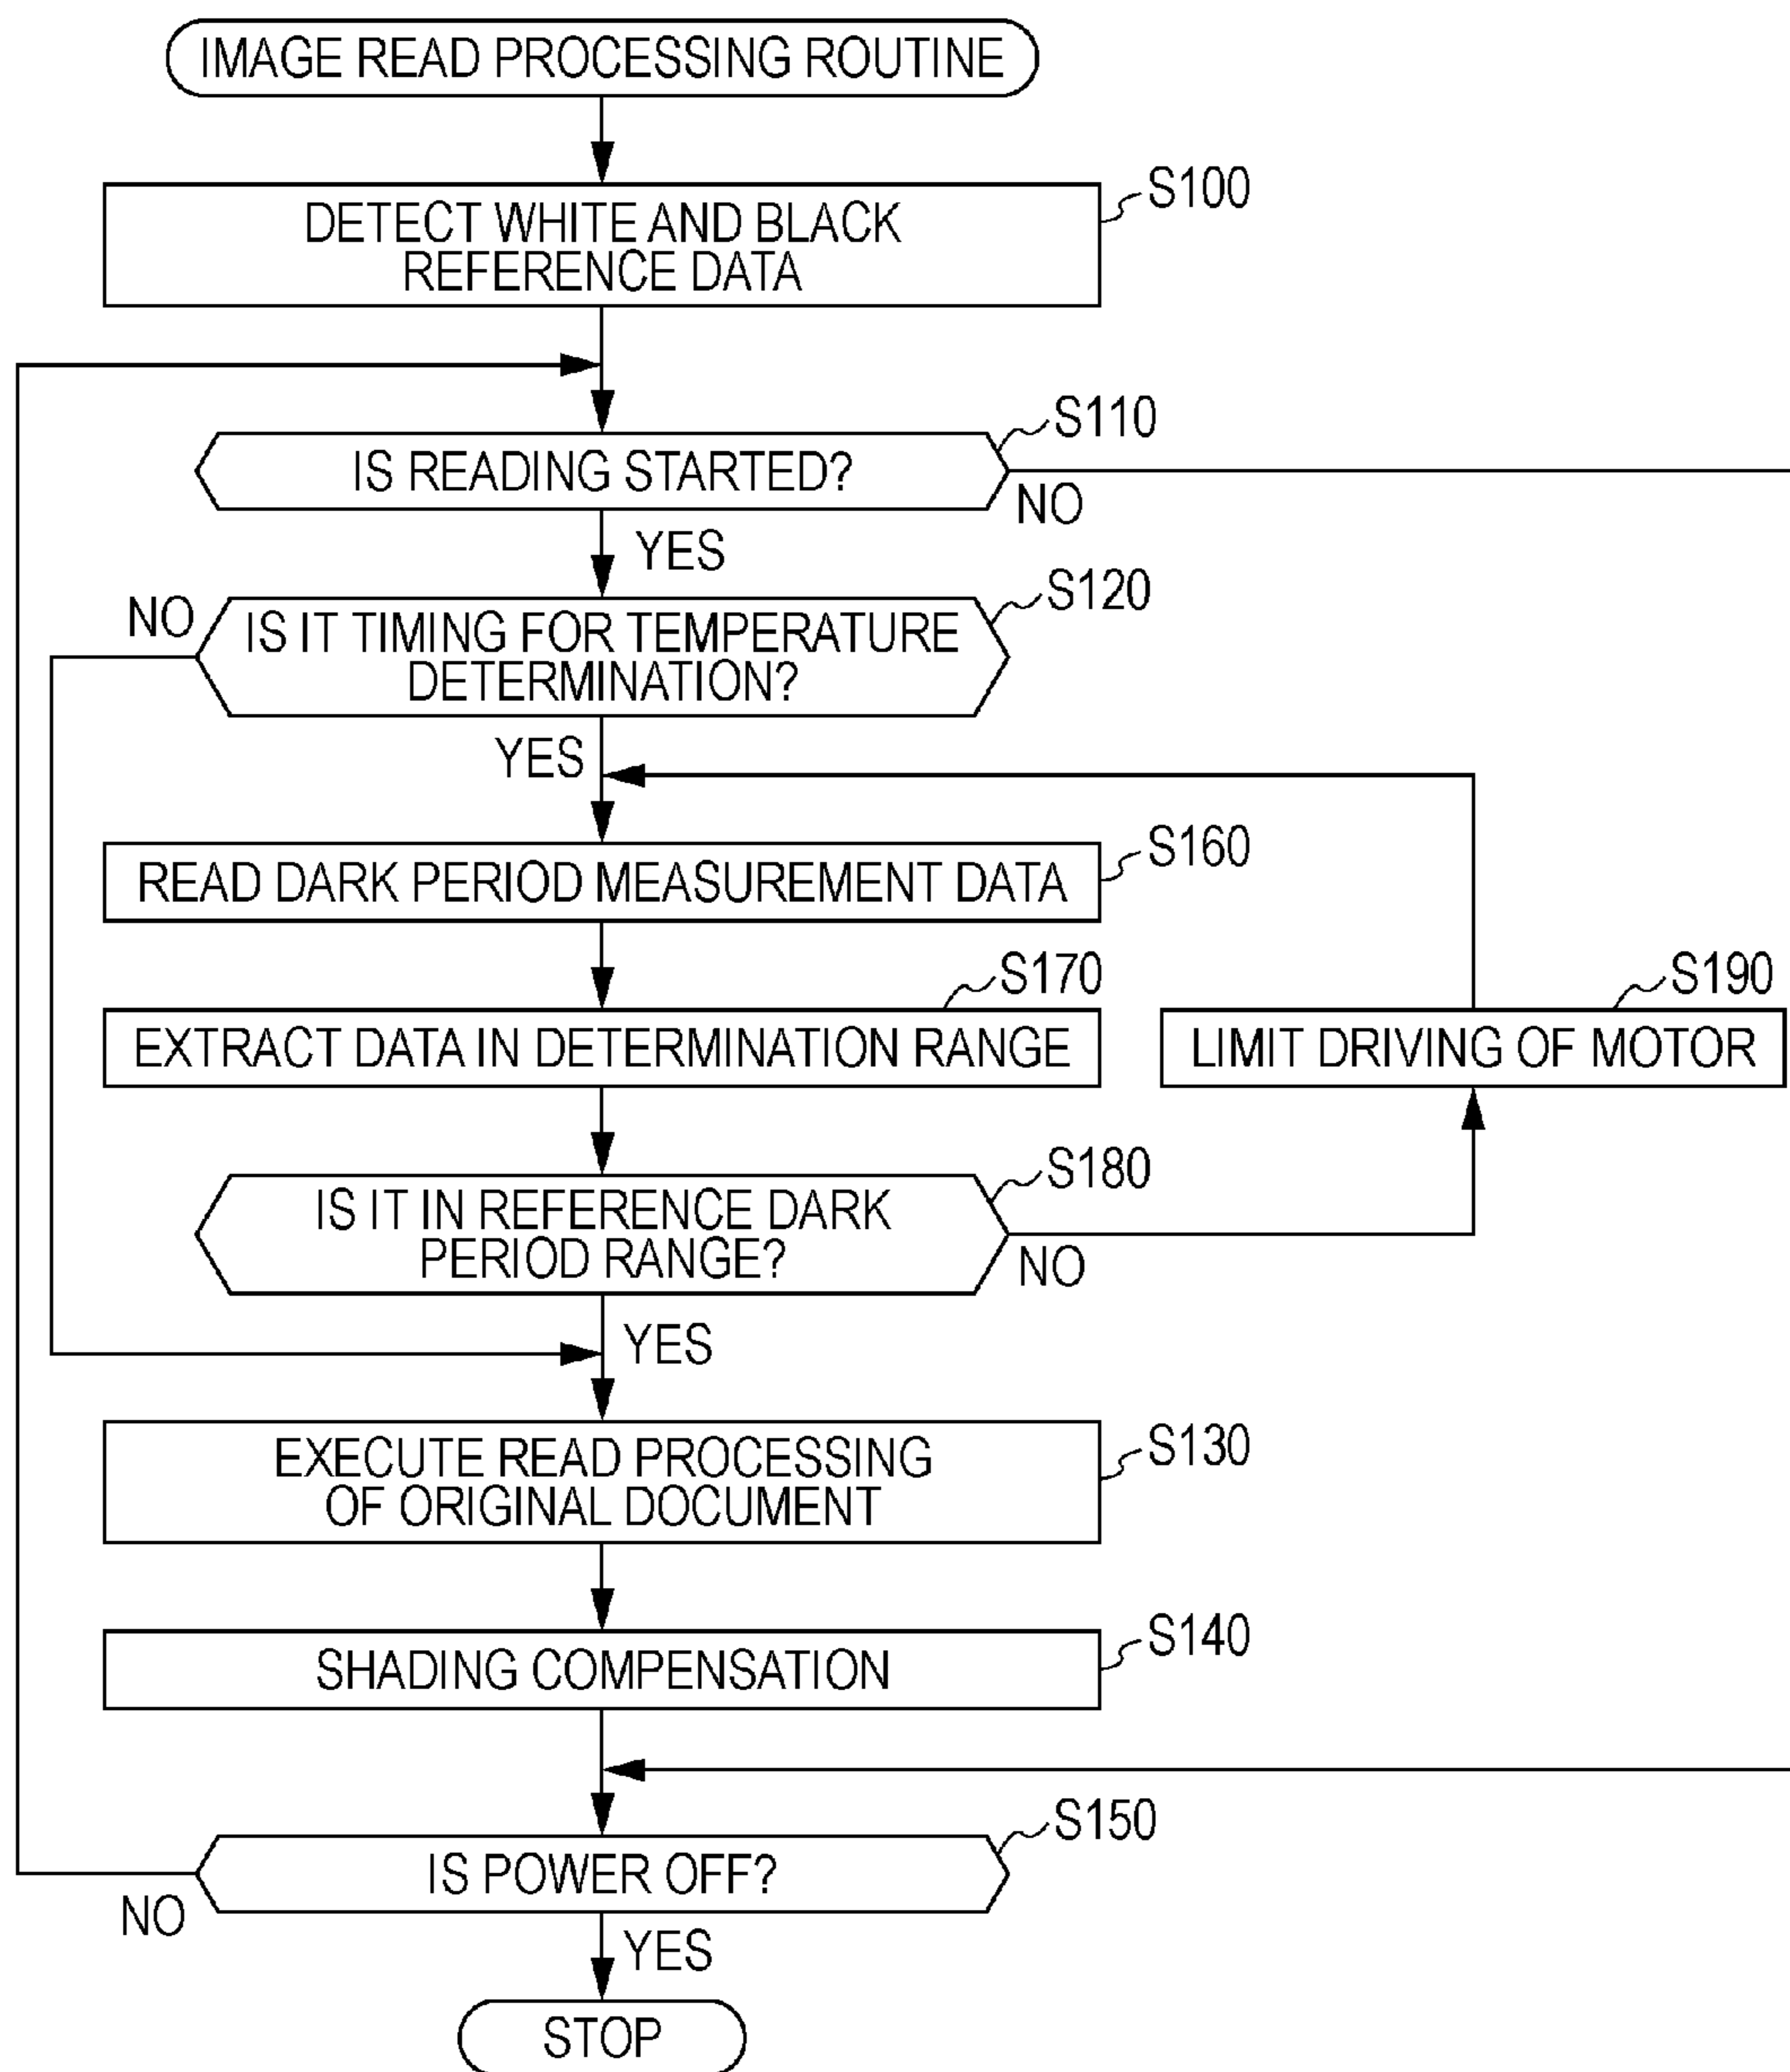 IMAGE READ PROCESSING ROUTINE
S100
DETECT WHITE AND BLACK
REFERENCE DATA
S110
IS READING STARTED?
NO
YES
S120
NO
IS IT TIMING FOR TEMPERATURE
DETERMINATION?
YES
S160
READ DARK PERIOD MEASUREMENT DATA
S170
S190
EXTRACT DATA IN DETERMINATION RANGE
LIMIT DRIVING OF MOTOR
S180
IS IT IN REFERENCE DARK
PERIOD RANGE?
NO
YES
S130
EXECUTE READ PROCESSING
OF ORIGINAL DOCUMENT
S140
SHADING COMPENSATION
S150
IS POWER OFF?
NO
YES
STOP